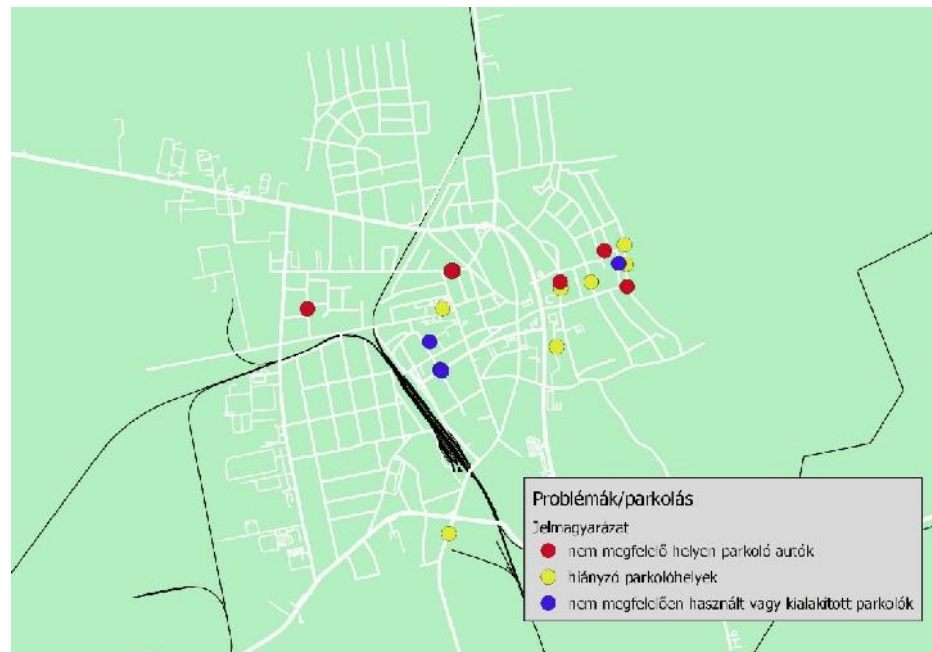 Problémák/parkolás
Jelmagyarázat
nem megfelelő helyen parkoló autók
hiányzó parkolóhelyek
nem megfelelően használt vagy kialakított parkolók